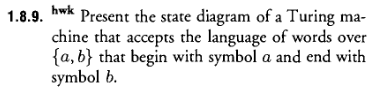 1.8.9. hwk Present the state diagram of a Turing ma-
chine that accepts the language of words over
{a, b} that begin with symbol a and end with
symbol b.